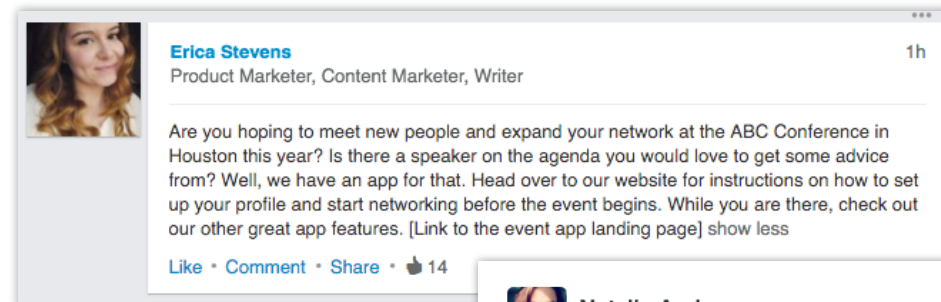 Erica Stevens
1h
Product Marketer, Content Marketer, Writer
Are you hoping to meet new people and expand your network at the ABC Conference in
Houston this year? Is there a speaker on the agenda you would love to get some advice
from? Well, we have an app for that. Head over to our website for instructions on how to set
up your profile and start networking before the event begins. While you are there, check out
our other great app features. [Link to the event app landing page] show less
Like • Comment • Share • 14